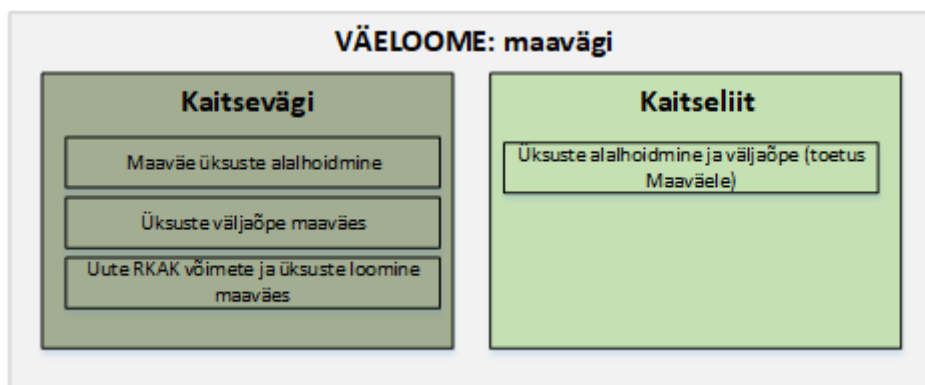 VÄELOOME: maavägi
Kaitsevägi
Maaväe üksuste alalhoidmine
Üksuste väljaõpe maaväes
Uute RKAK võimete ja üksuste loomine
maaväes
Kaitseliit
Üksuste alalhoidmine ja väljaõpe (toetus
Maaväele)